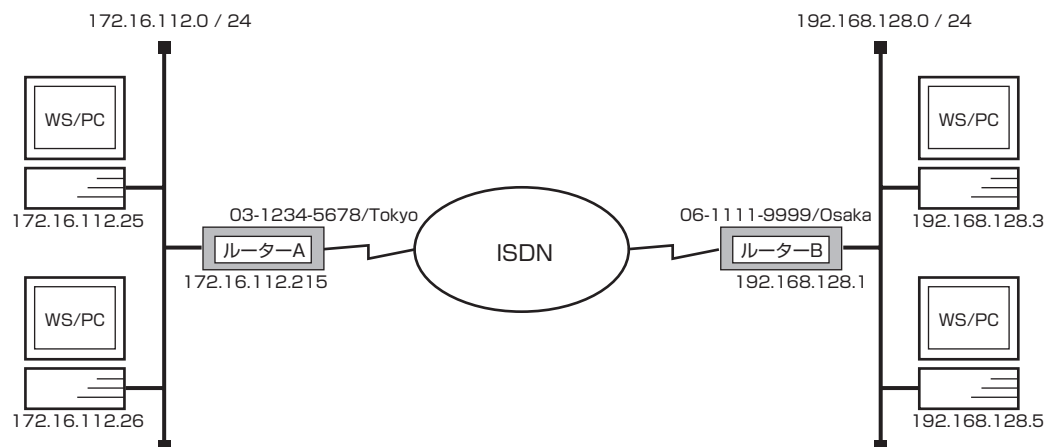 172.16.112.0 / 24
192.168.128.0 / 24
WS/PC
WS/PC
172.16.112.25
03-1234-5678/Tokyo
06-1111-9999/Osaka
192.168.128.3
ルーターA
ISDN
ルーターB
172.16.112.215
192.168.128.1
WS/PC
WS/PC
172.16.112.26
192.168.128.5